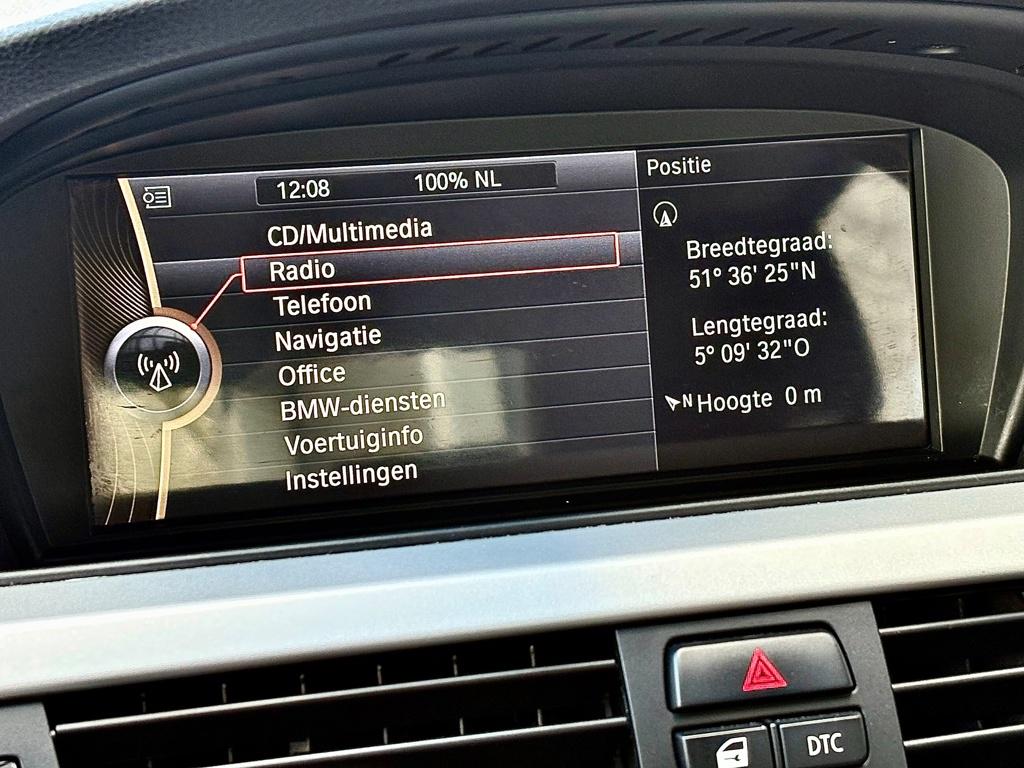 12:08 100% NL
CD/Multimedia
Radio
Telefoon
Navigatie
Office
BMW-diensten
Voertuiginfo
Instellingen
Positie
Breedtegraad:
51° 36' 25"N
Lengtegraad:
5° 09' 32"O
N Hoogte 0 m
DTC